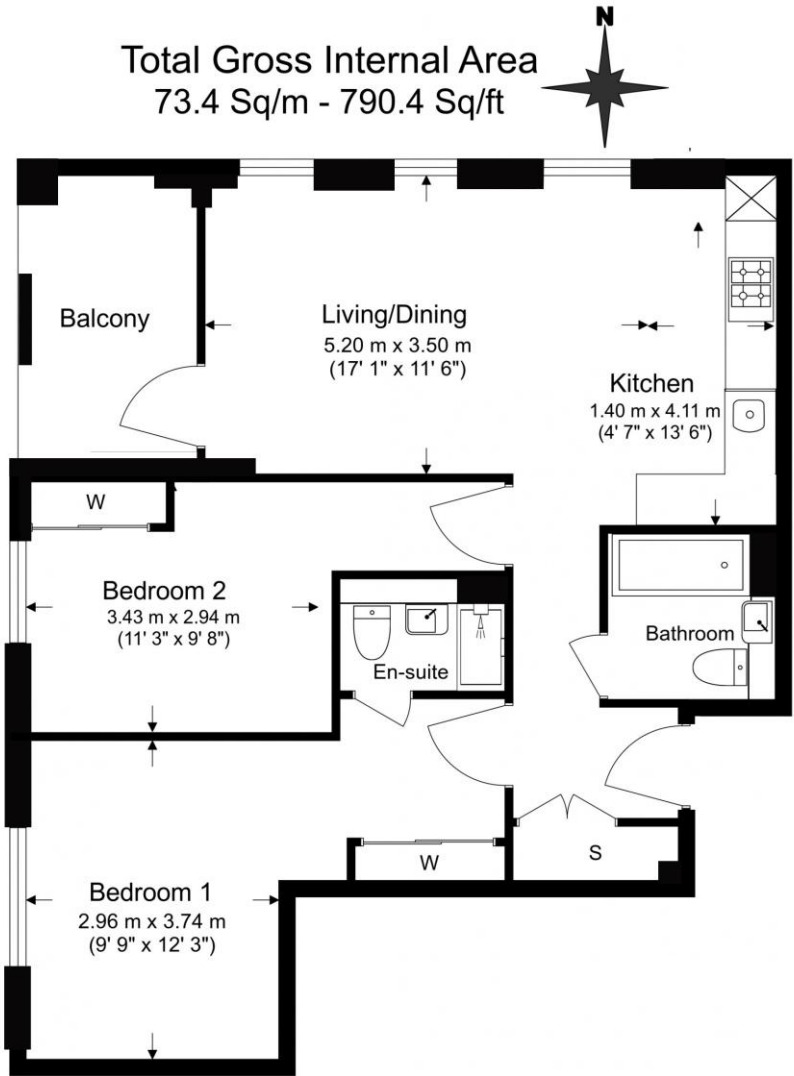 N
Total Gross Internal Area
73.4 Sq/m - 790.4 Sq/ft
Balcony
Living/Dining
5.20 m x 3.50 m
(17' 1" x 11' 6")
Kitchen
1.40 m x 4.11 m
(4' 7" x 13' 6")
W
Bedroom 2
3.43 m x 2.94 m
(11' 3" x 9' 8")
En-suite
Bathroom
W
S
Bedroom 1
2.96 m x 3.74 m
(9' 9" x 12' 3")